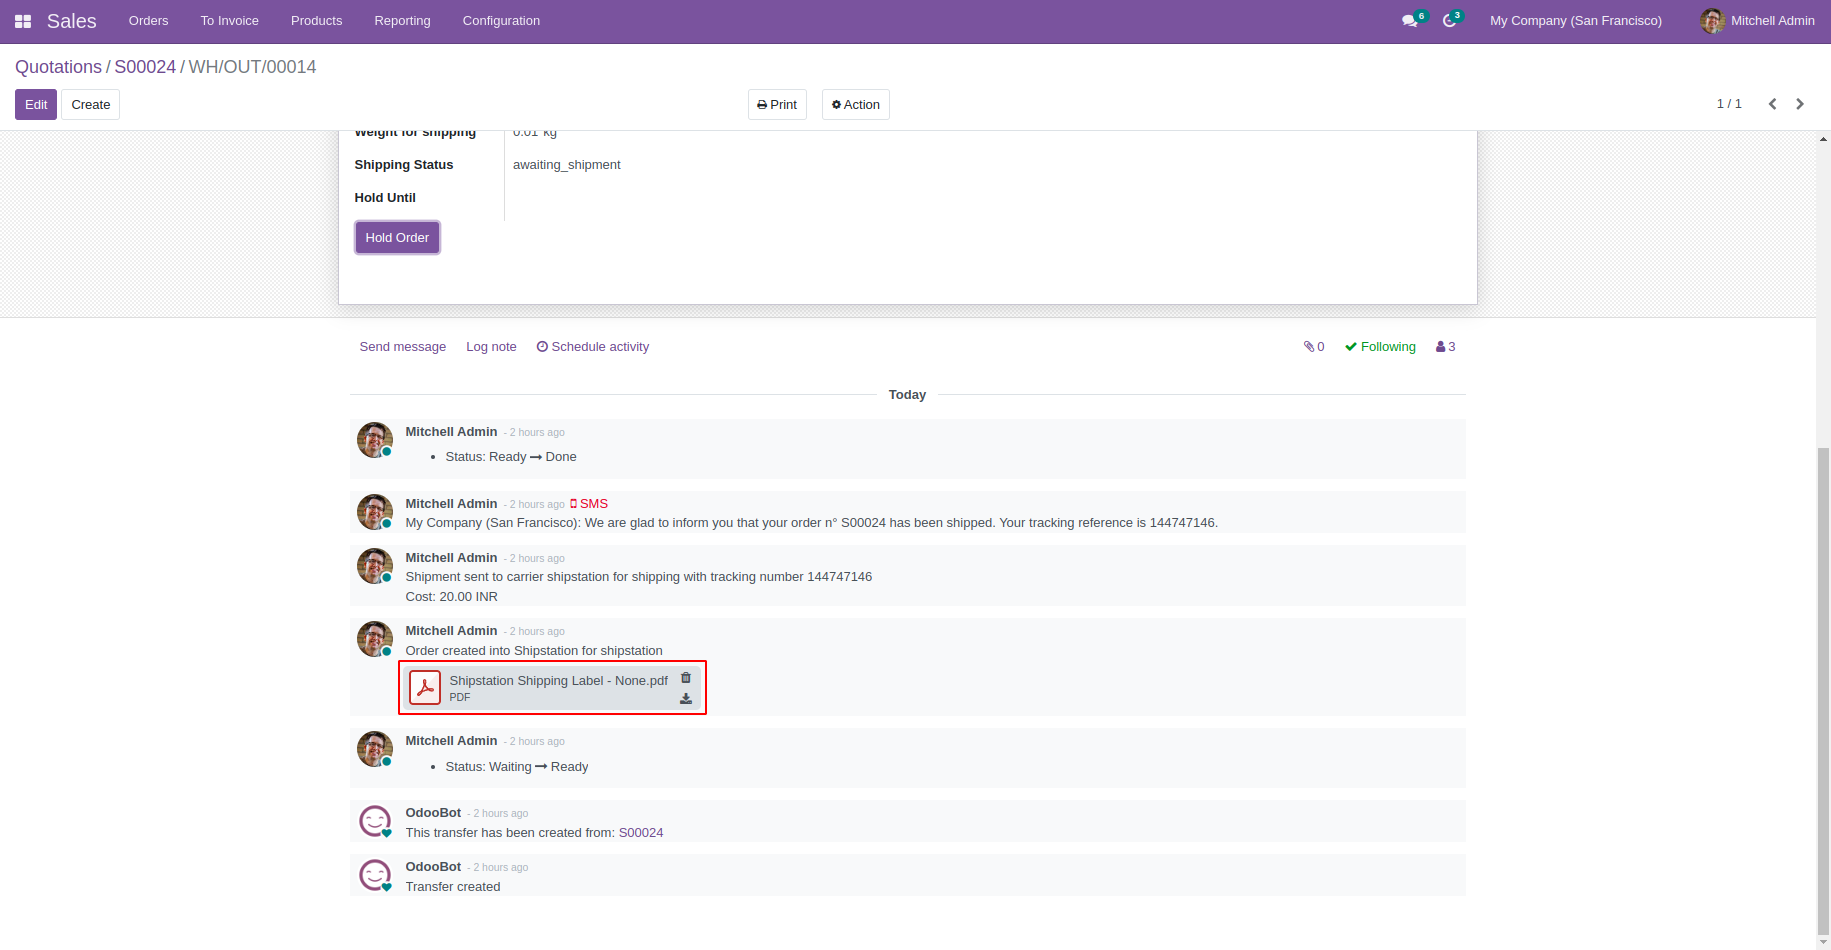 Sales Orders To Invoice Products Reporting Configuration 6 3 My Company (San Francisco) Mitchell Admin
Quotations / S00024 / WH/OUT/00014
Edit Create Print Action 1 / 1
Weight for shipping 0.01 kg
Shipping Status awaiting_shipment
Hold Until
Hold Order
Send message Log note Schedule activity 0 Following 3
Today
Mitchell Admin - 2 hours ago
• Status: Ready → Done
Mitchell Admin - 2 hours ago SMS
My Company (San Francisco): We are glad to inform you that your order n° S00024 has been shipped. Your tracking reference is 144747146.
Mitchell Admin - 2 hours ago
Shipment sent to carrier shipstation for shipping with tracking number 144747146
Cost: 20.00 INR
Mitchell Admin - 2 hours ago
Order created into Shipstation for shipstation
Shipstation Shipping Label - None.pdf
PDF
Mitchell Admin - 2 hours ago
• Status: Waiting → Ready
OdooBot - 2 hours ago
This transfer has been created from: S00024
OdooBot - 2 hours ago
Transfer created